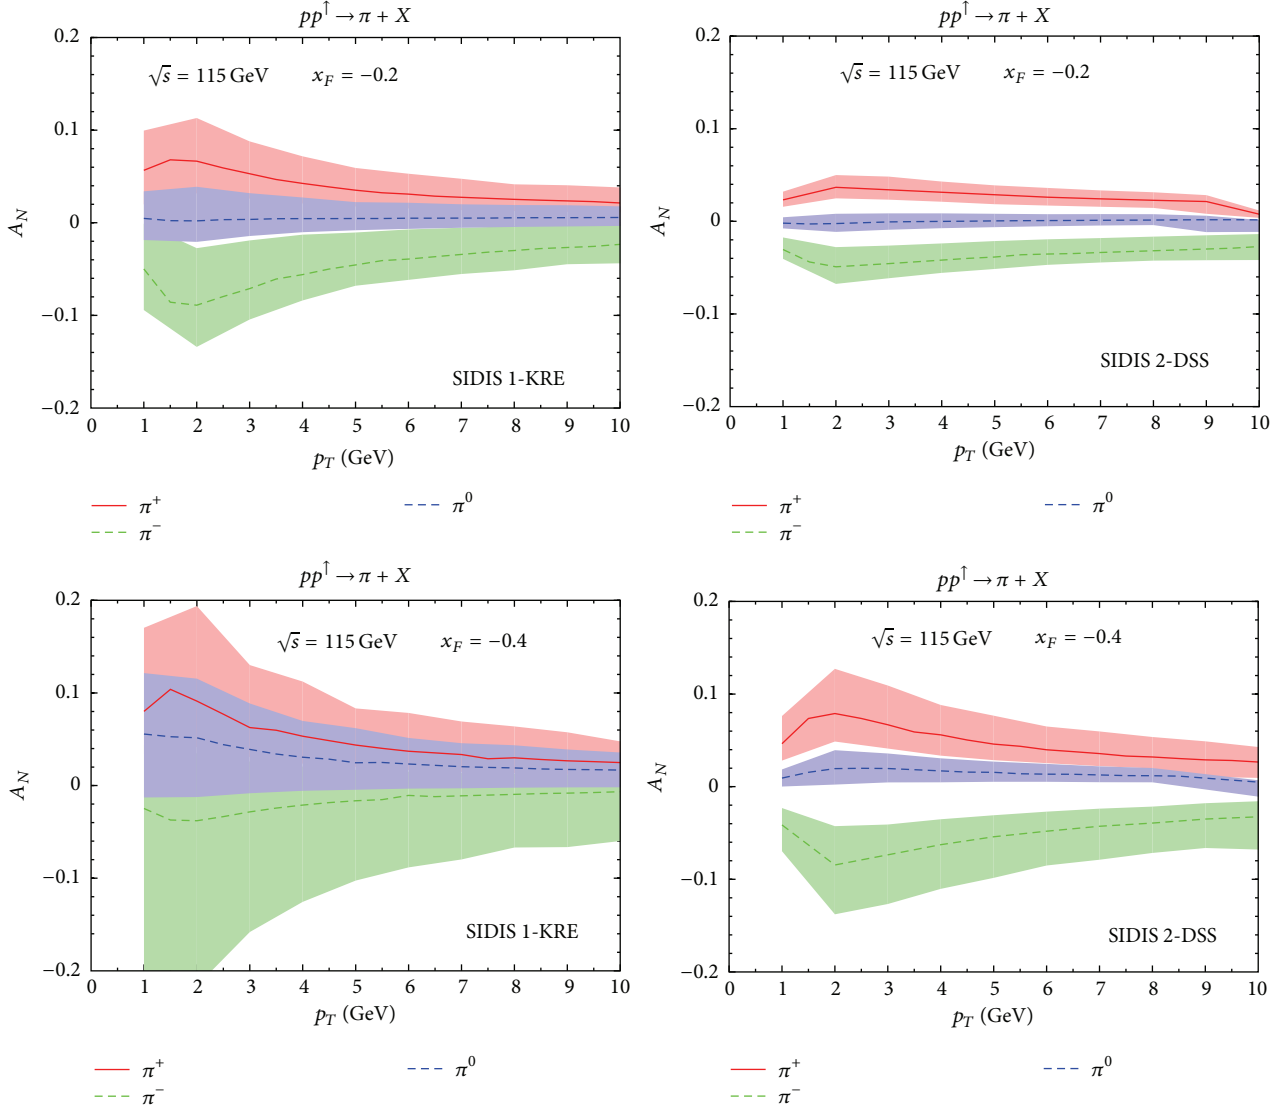 pp↑ → π + X
0.2
0.1
0
−0.1
−0.2
A_N
√s = 115 GeV x_F = −0.2
SIDIS 1-KRE
0 1 2 3 4 5 6 7 8 9 10
p_T (GeV)
π⁺
π⁻
π⁰
pp↑ → π + X
0.2
0.1
0
−0.1
−0.2
A_N
√s = 115 GeV x_F = −0.2
SIDIS 2-DSS
0 1 2 3 4 5 6 7 8 9 10
p_T (GeV)
π⁺
π⁻
π⁰
pp↑ → π + X
0.2
0.1
0
−0.1
−0.2
A_N
√s = 115 GeV x_F = −0.4
SIDIS 1-KRE
0 1 2 3 4 5 6 7 8 9 10
p_T (GeV)
π⁺
π⁻
π⁰
pp↑ → π + X
0.2
0.1
0
−0.1
−0.2
A_N
√s = 115 GeV x_F = −0.4
SIDIS 2-DSS
0 1 2 3 4 5 6 7 8 9 10
p_T (GeV)
π⁺
π⁻
π⁰